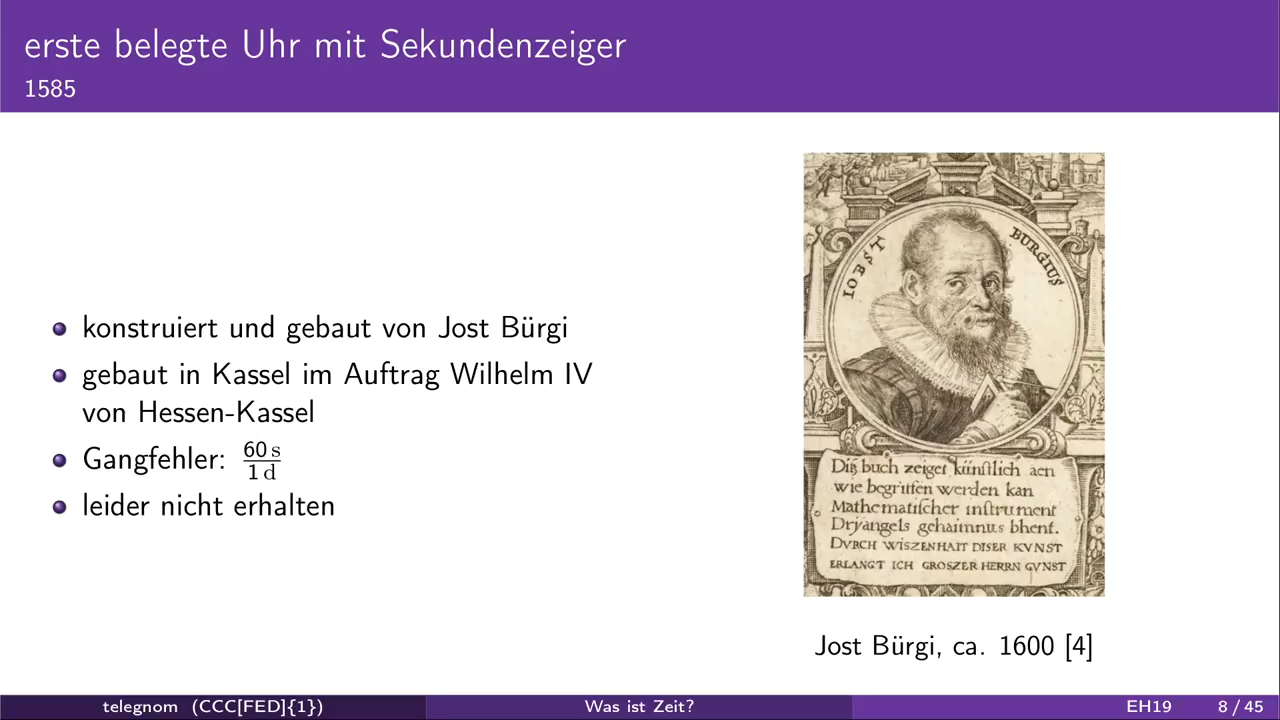 erste belegte Uhr mit Sekundenzeiger
1585
konstruiert und gebaut von Jost Bürgi
gebaut in Kassel im Auftrag Wilhelm IV
von Hessen-Kassel
Gangfehler: 60 s / 1 d
leider nicht erhalten
IOBST BURGIUS
Diß buch zeiget künstlich aen
wie begriffen werden kan
Mathematischer instrument
Dryangels gehaimnus bhent.
DVRCH WISZENHAIT DISER KVNST
ERLANGT ICH GROSZER HERRN GVNST
Jost Bürgi, ca. 1600 [4]
telegnom (CCC[FED]{1}) Was ist Zeit? EH19 8 / 45